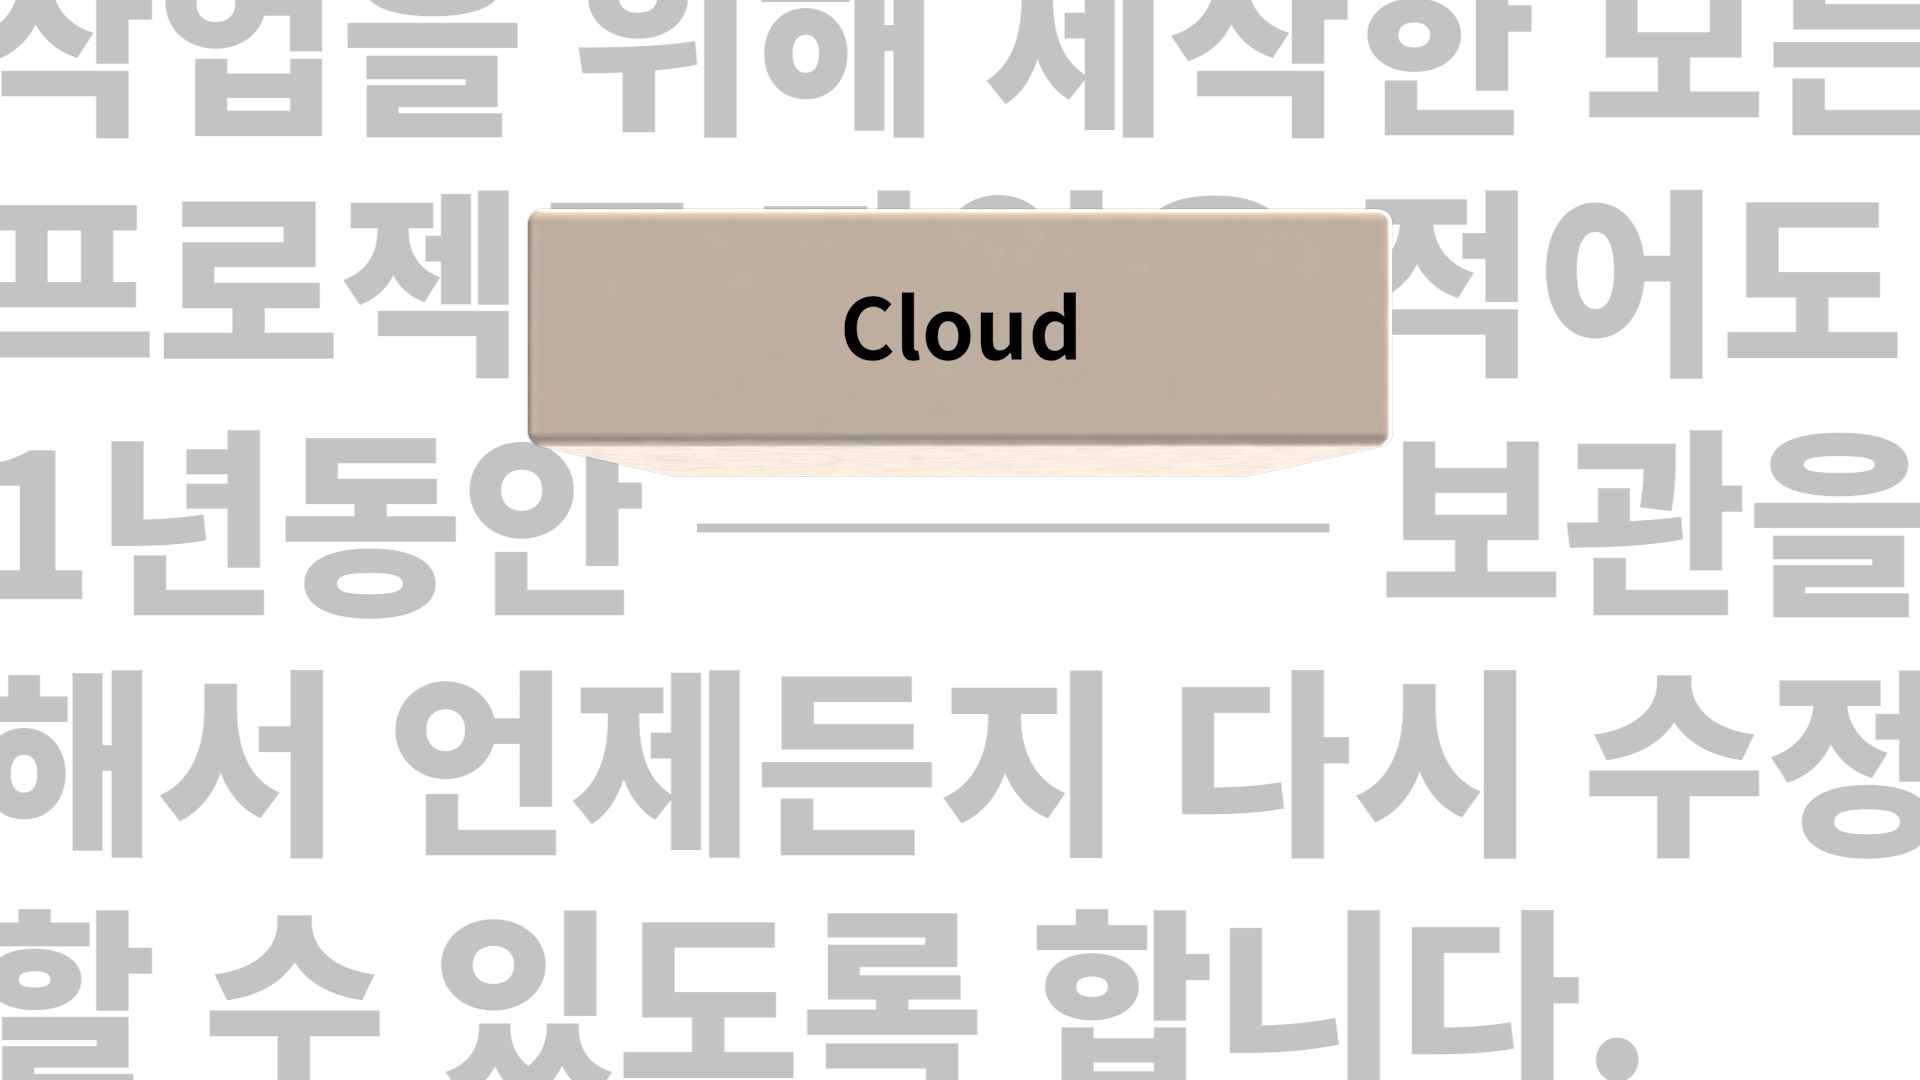 작업을 위해 제작한 모든
프로젝 적어도
Cloud
1년동안 보관을
해서 언제든지 다시 수정
할 수 있도록 합니다.